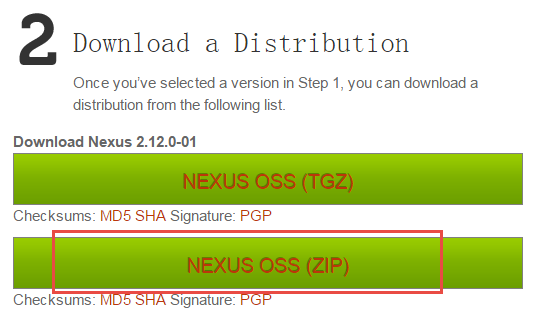 2 Download a Distribution
Once you've selected a version in Step 1, you can download a
distribution from the following list.
Download Nexus 2.12.0-01
NEXUS OSS (TGZ)
Checksums: MD5 SHA Signature: PGP
NEXUS OSS (ZIP)
Checksums: MD5 SHA Signature: PGP